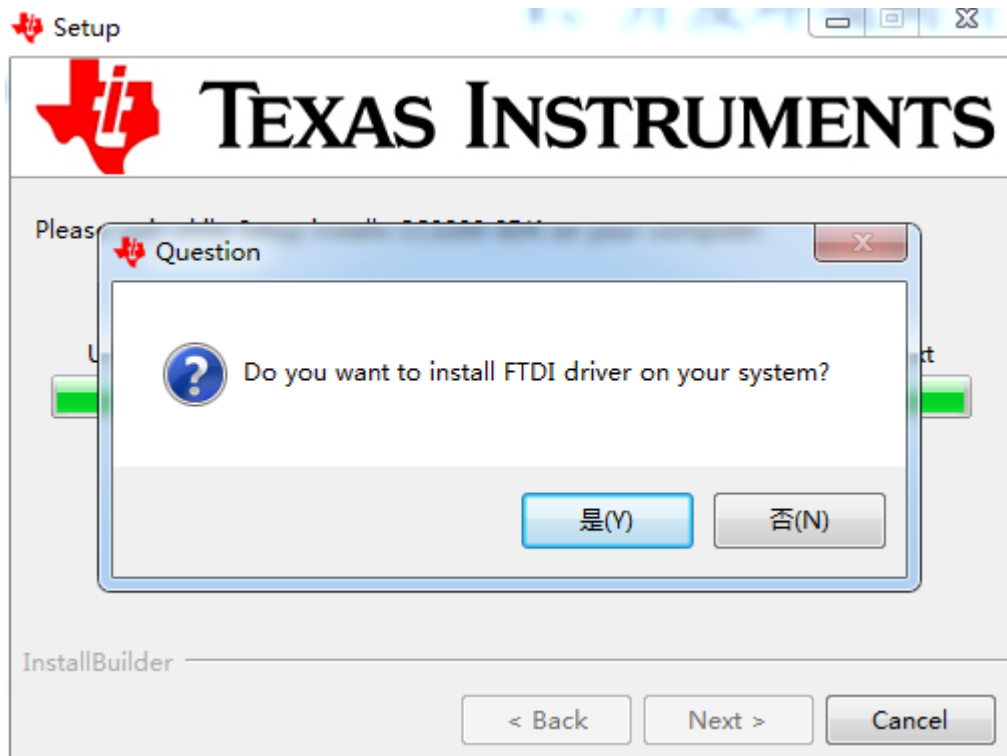 Setup
TEXAS INSTRUMENTS
Pleas
Question
Do you want to install FTDI driver on your system?
是(Y)
否(N)
InstallBuilder
< Back
Next >
Cancel